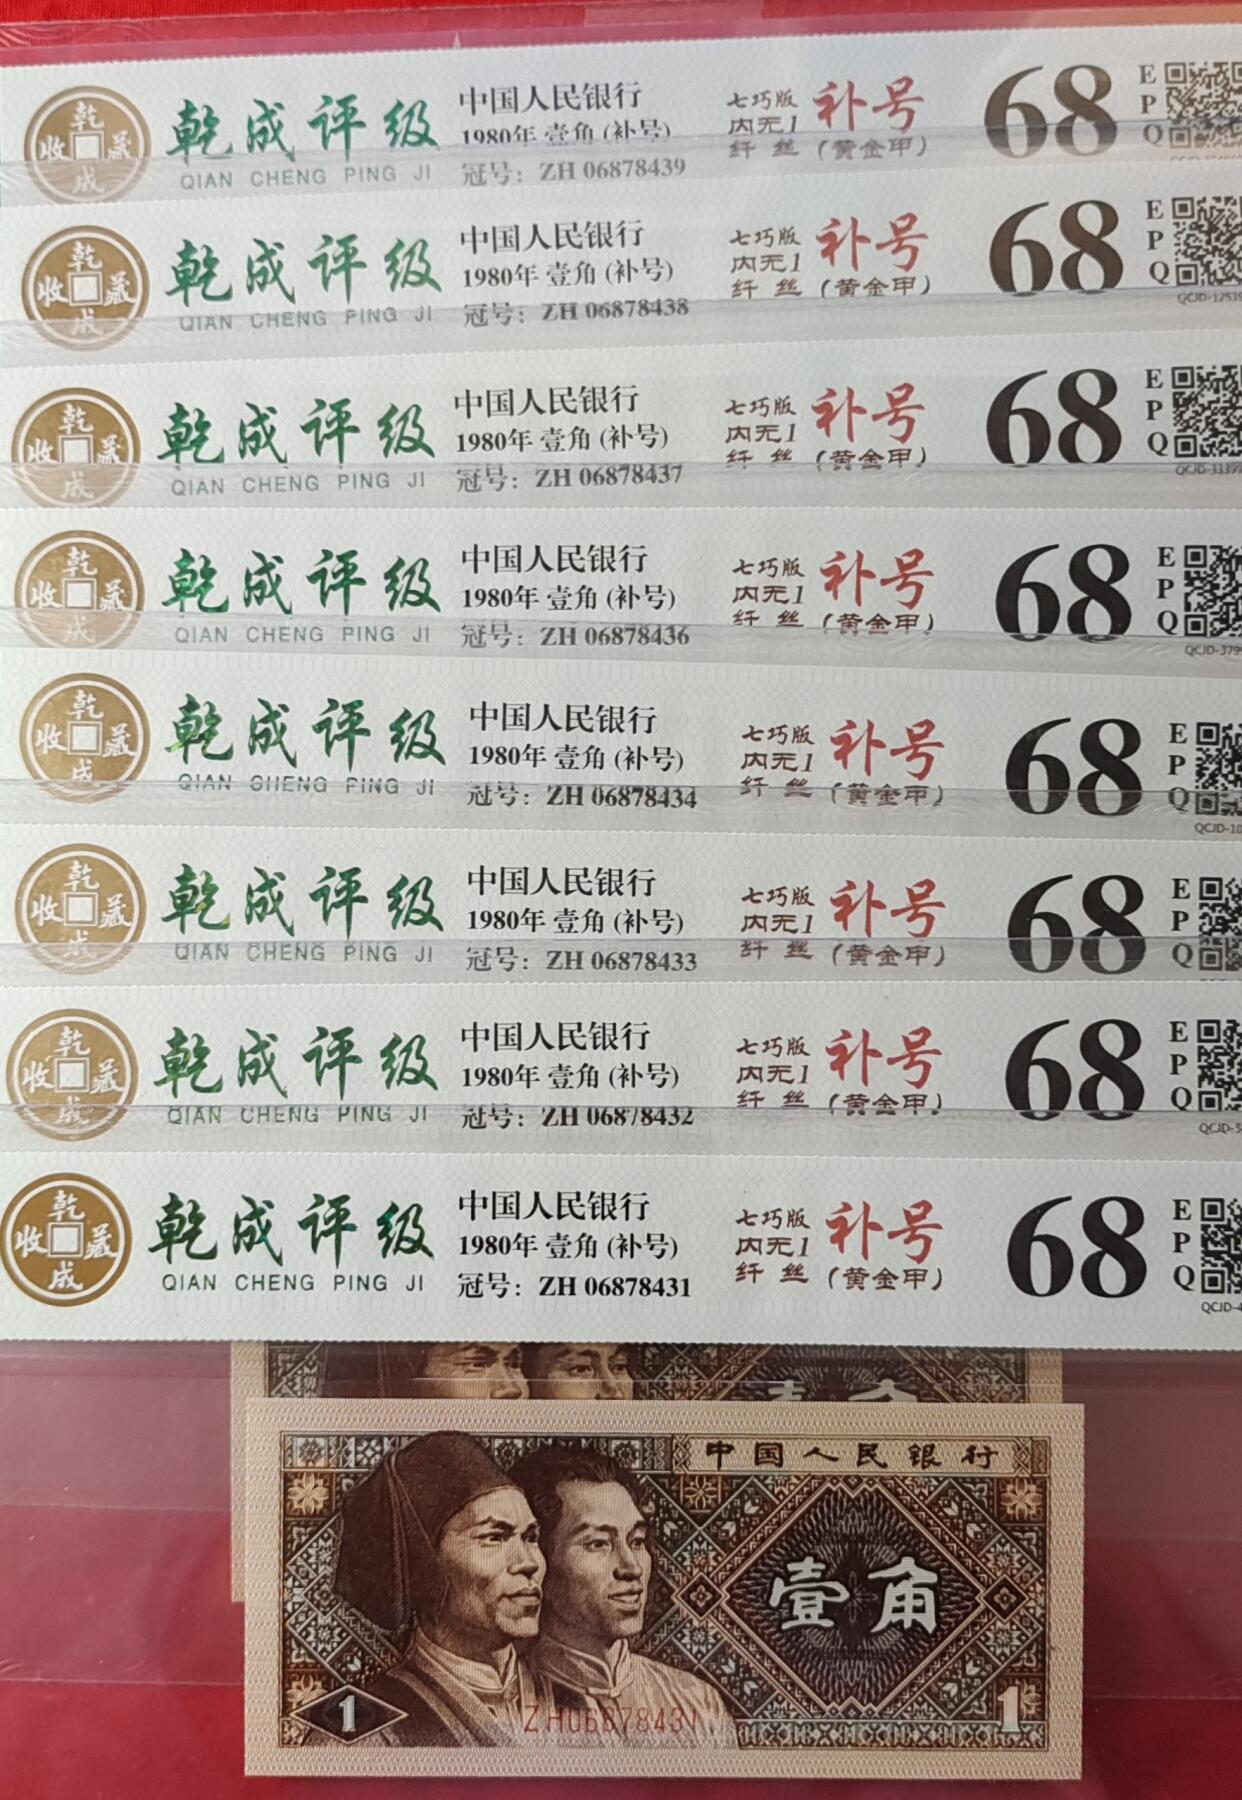 乾成收藏
乾成评级
QIAN CHENG PING JI
中国人民银行
1980年 壹角 (补号)
冠号: ZH 06878439
七巧版
内无1
纤 丝
补号
(黄金甲)
68
E
P
Q
乾成收藏
乾成评级
QIAN CHENG PING JI
中国人民银行
1980年 壹角 (补号)
冠号: ZH 06878438
七巧版
内无1
纤 丝
补号
(黄金甲)
68
E
P
Q
QCJD-12539
乾成收藏
乾成评级
QIAN CHENG PING JI
中国人民银行
1980年 壹角 (补号)
冠号: ZH 06878437
七巧版
内无1
纤 丝
补号
(黄金甲)
68
E
P
Q
乾成收藏
乾成评级
QIAN CHENG PING JI
中国人民银行
1980年 壹角 (补号)
冠号: ZH 06878436
七巧版
内无1
纤 丝
补号
(黄金甲)
68
E
P
Q
QCJD-379
乾成收藏
乾成评级
QIAN CHENG PING JI
中国人民银行
1980年 壹角 (补号)
冠号: ZH 06878434
七巧版
内无1
纤 丝
补号
(黄金甲)
68
E
P
Q
QCJD-10
乾成收藏
乾成评级
QIAN CHENG PING JI
中国人民银行
1980年 壹角 (补号)
冠号: ZH 06878433
七巧版
内无1
纤 丝
补号
(黄金甲)
68
E
P
Q
乾成收藏
乾成评级
QIAN CHENG PING JI
中国人民银行
1980年 壹角 (补号)
冠号: ZH 06878432
七巧版
内无1
纤 丝
补号
(黄金甲)
68
E
P
Q
QCJD-5
乾成收藏
乾成评级
QIAN CHENG PING JI
中国人民银行
1980年 壹角 (补号)
冠号: ZH 06878431
七巧版
内无1
纤 丝
补号
(黄金甲)
68
E
P
Q
QCJD-4
壹角
中国人民银行
壹角
1
ZH06878431
1